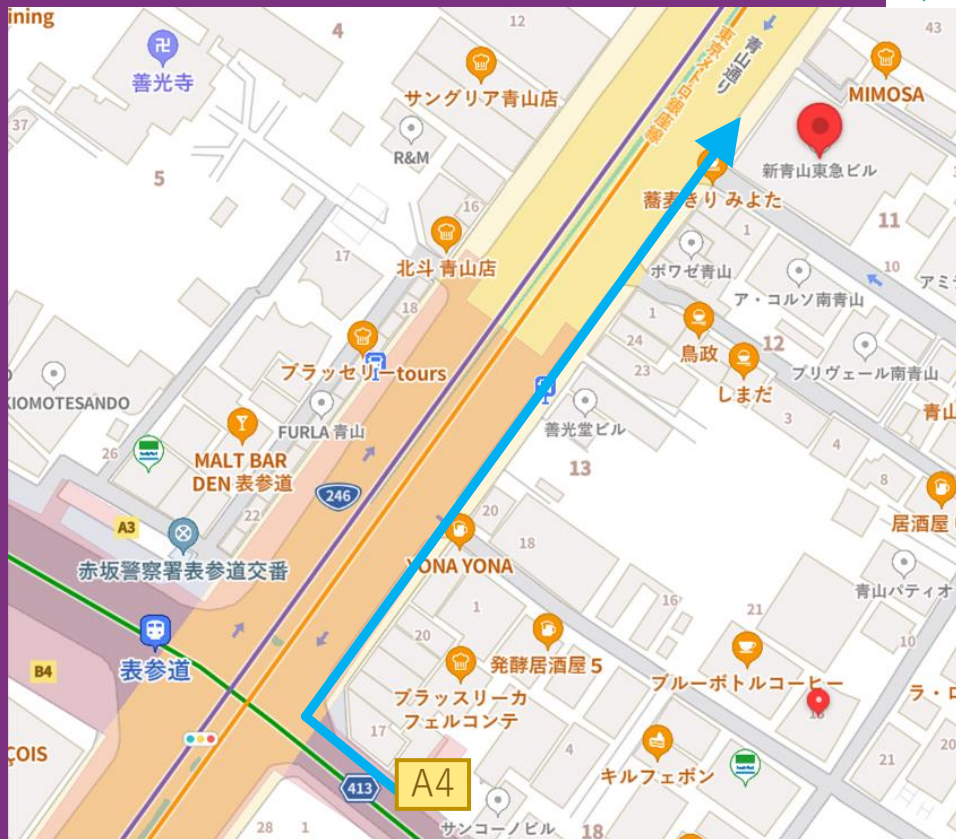 ining
4
12
43
善光寺
サングリア青山店
青山通り
東京メトロ銀座線
MIMOSA
37
R&M
新青山東急ビル
5
16
蕎麦きり みよた
11
17
北斗 青山店
1
ボワゼ青山
10
ア・コルソ南青山
アミ
18
1
ブラッセリーtours
24
鳥政
12
プリヴェール南青山
23
しまだ
KIOMOTESANDO
FURLA 青山
善光堂ビル
3
青山
26
MALT BAR
DEN 表参道
13
4
8
246
20
居酒屋
22
A3
18
赤坂警察署表参道交番
YONA YONA
青山パティオ
16
1
21
20
発酵居酒屋5
10
B4
表参道
ブラッスリーカ
フェルコンテ
ブルーボトルコーヒー
ラ・ロ
17
20
ÇOIS
4
キルフェボン
21
413
A4
28
1
サンコーノビル
18